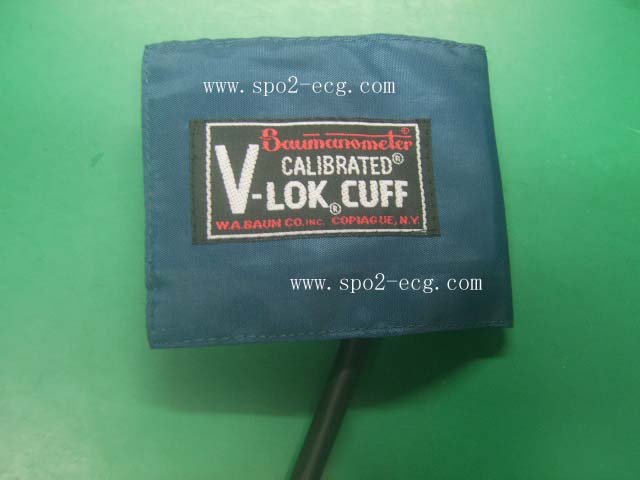 www.spo2-ecg.com
Baumanometer®
CALIBRATED®
V-LOK® CUFF
W.A.BAUM CO.INC. COPIAGUE, N.Y.
www.spo2-ecg.com